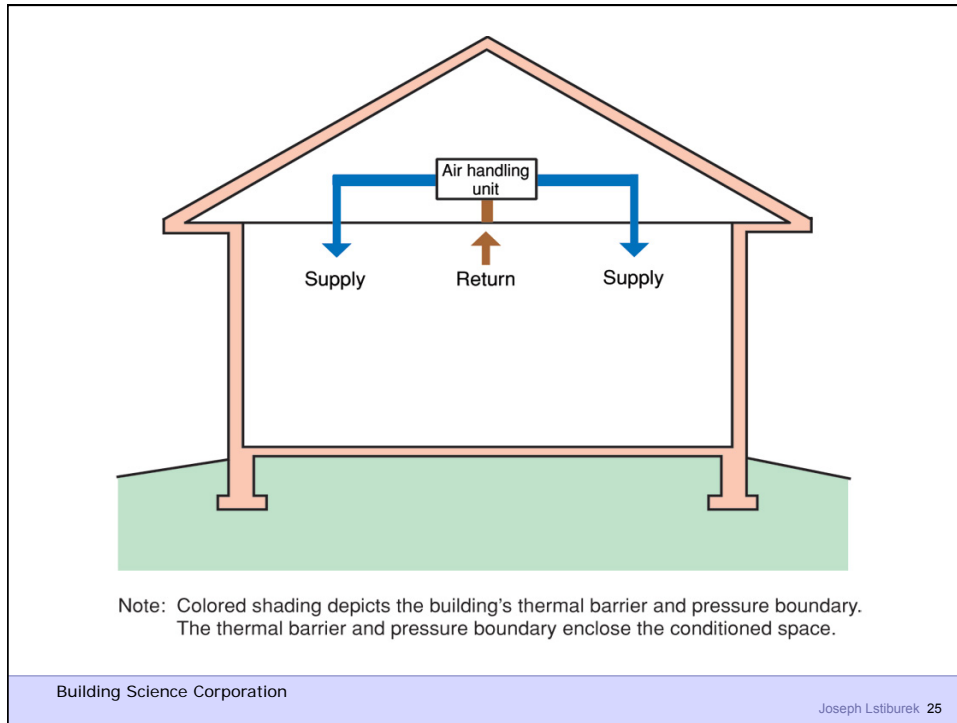 Air handling
unit
Supply
Return
Supply
Note: Colored shading depicts the building's thermal barrier and pressure boundary.
The thermal barrier and pressure boundary enclose the conditioned space.
Building Science Corporation
Joseph Lstiburek 25